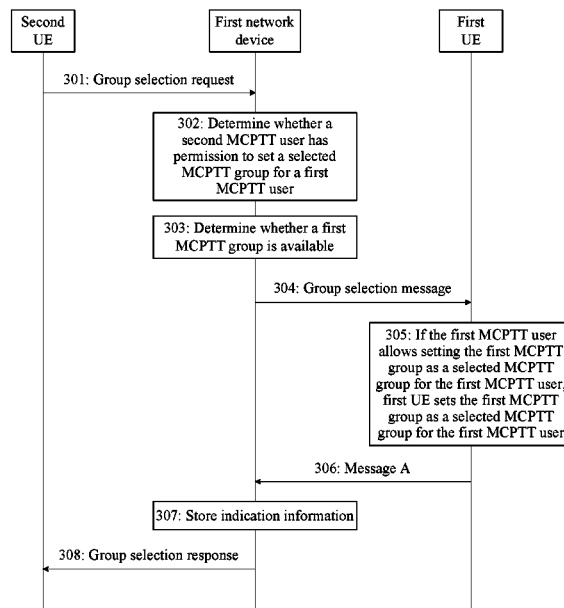 Second
UE
First network
device
First
UE
301: Group selection request
302: Determine whether a
second MCPTT user has
permission to set a selected
MCPTT group for a first
MCPTT user
303: Determine whether a first
MCPTT group is available
304: Group selection message
305: If the first MCPTT user
allows setting the first MCPTT
group as a selected MCPTT
group for the first MCPTT user,
first UE sets the first MCPTT
group as a selected MCPTT
group for the first MCPTT user
306: Message A
307: Store indication information
308: Group selection response